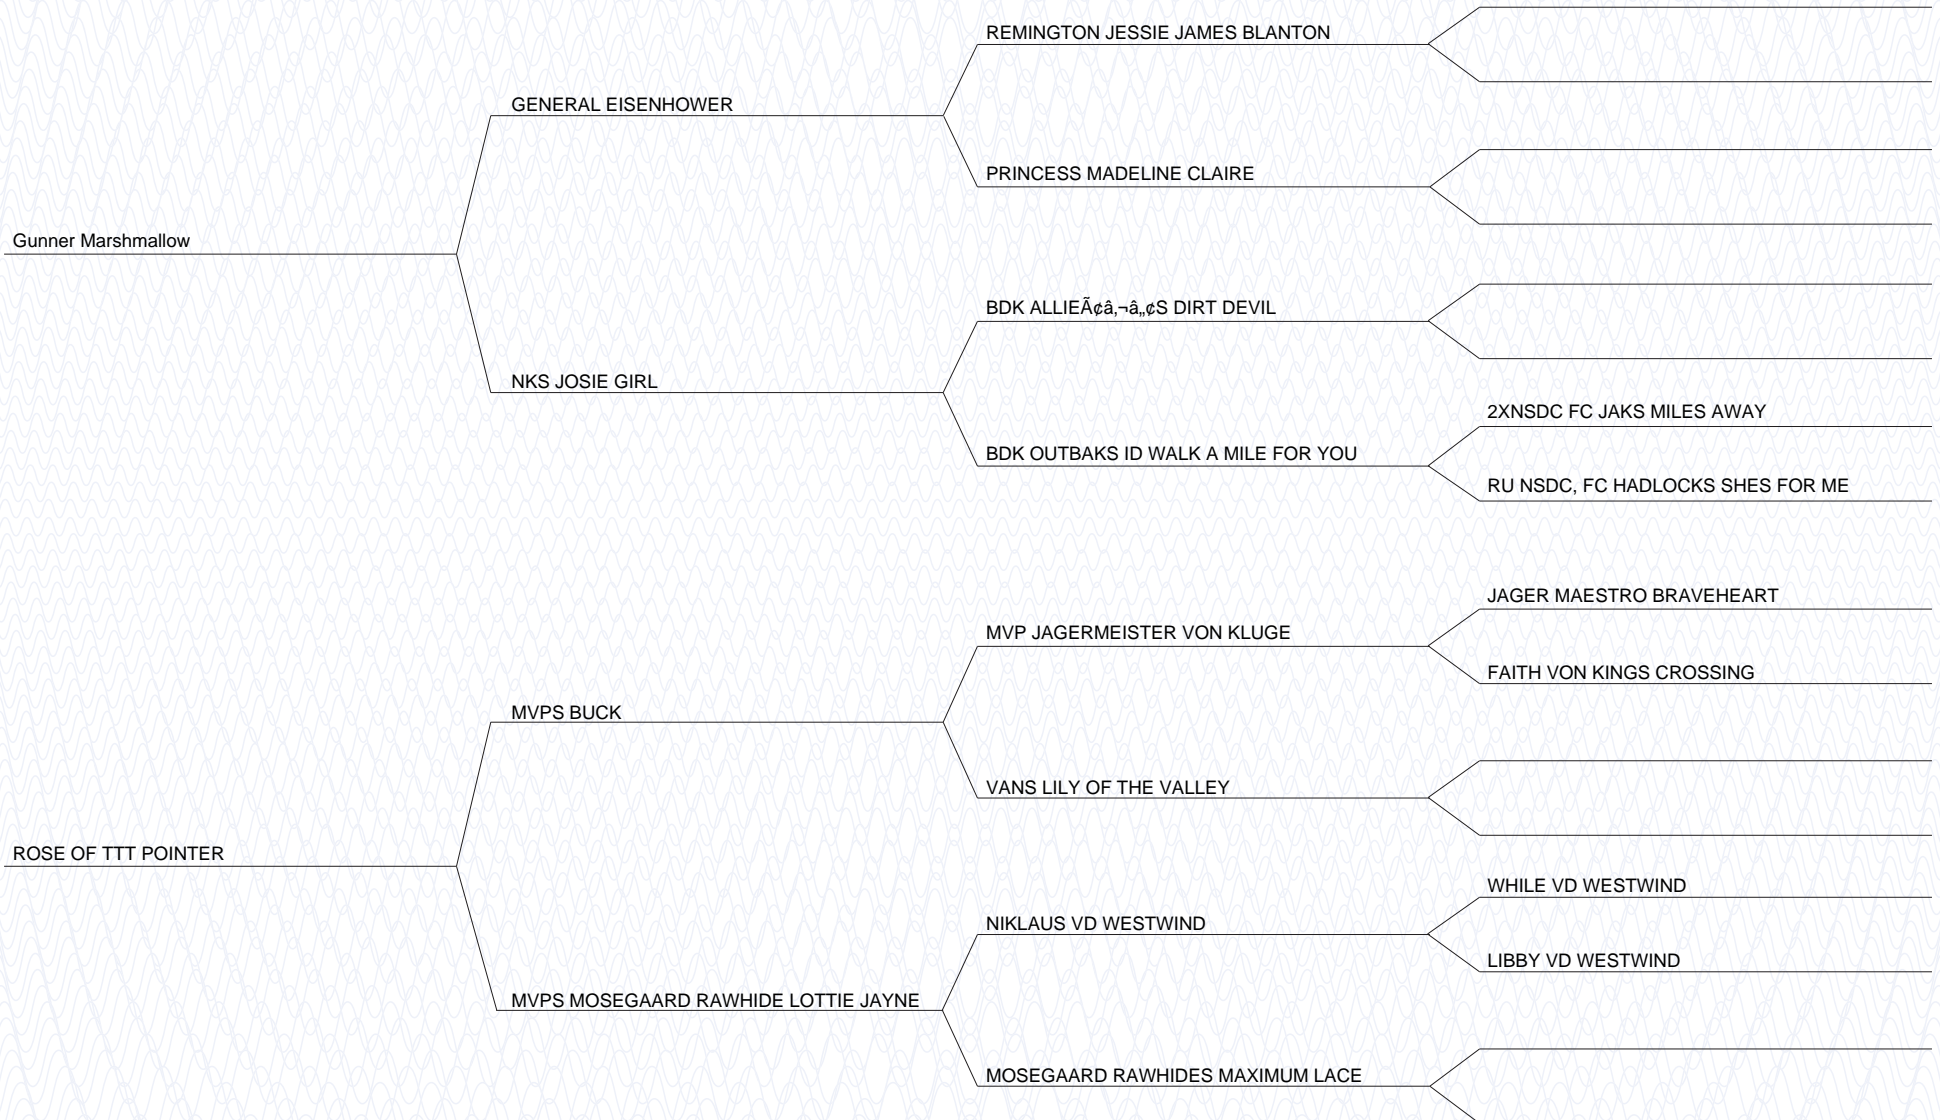 REMINGTON JESSIE JAMES BLANTON
GENERAL EISENHOWER
PRINCESS MADELINE CLAIRE
Gunner Marshmallow
BDK ALLIEÃ¢â‚¬â„¢S DIRT DEVIL
NKS JOSIE GIRL
2XNSDC FC JAKS MILES AWAY
BDK OUTBAKS ID WALK A MILE FOR YOU
RU NSDC, FC HADLOCKS SHES FOR ME
JAGER MAESTRO BRAVEHEART
MVP JAGERMEISTER VON KLUGE
FAITH VON KINGS CROSSING
MVPS BUCK
VANS LILY OF THE VALLEY
ROSE OF TTT POINTER
WHILE VD WESTWIND
NIKLAUS VD WESTWIND
LIBBY VD WESTWIND
MVPS MOSEGAARD RAWHIDE LOTTIE JAYNE
MOSEGAARD RAWHIDES MAXIMUM LACE